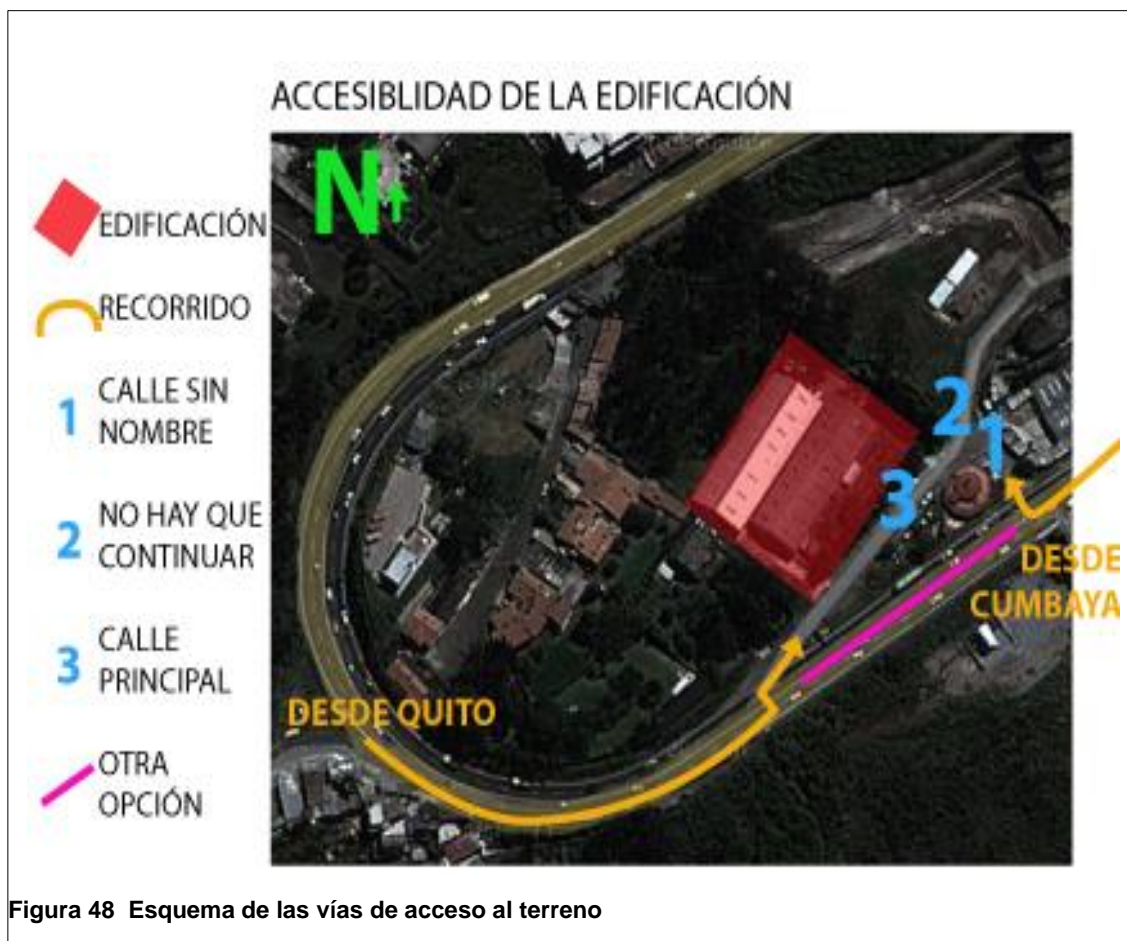 ACCESIBLIDAD DE LA EDIFICACIÓN
N
EDIFICACIÓN
RECORRIDO
1 CALLE SIN
NOMBRE
2 NO HAY QUE
CONTINUAR
3 CALLE
PRINCIPAL
OTRA
OPCIÓN
2
1
3
DESDE
CUMBAYA
DESDE QUITO
Figura 48 Esquema de las vías de acceso al terreno